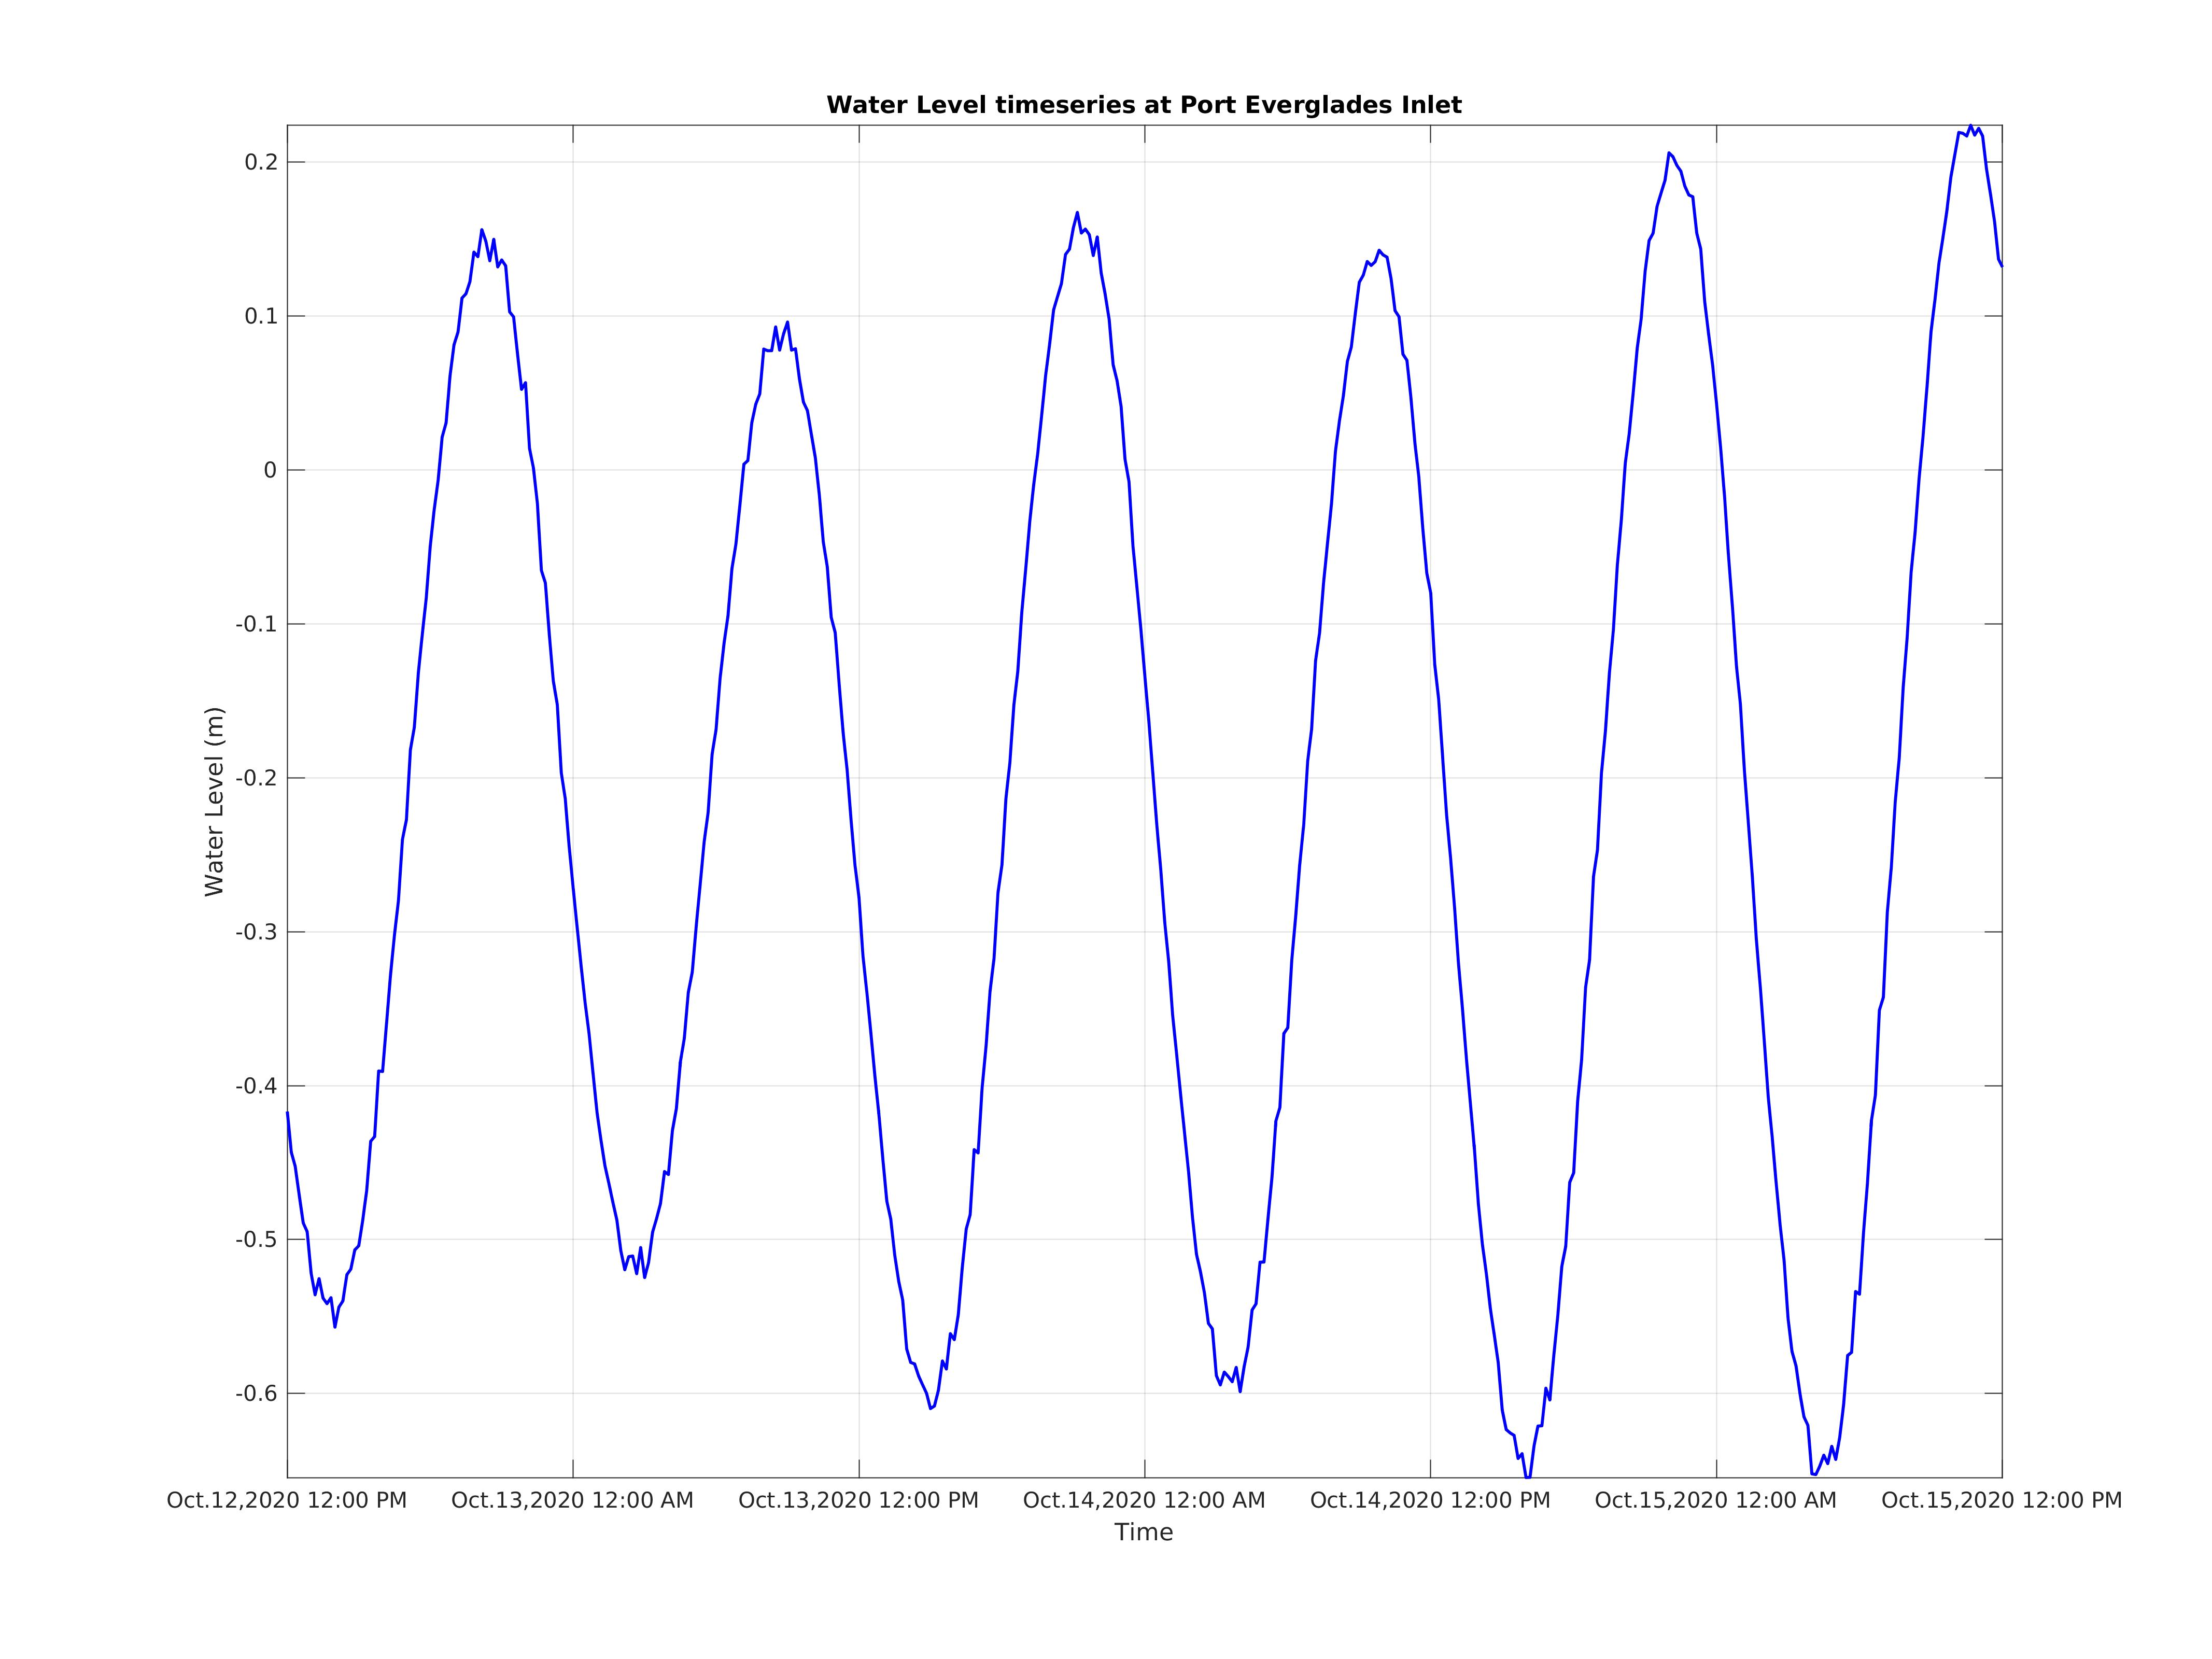 Water Level timeseries at Port Everglades Inlet
0.2
0.1
0
-0.1
-0.2
-0.3
-0.4
-0.5
-0.6
Water Level (m)
Oct.12,2020 12:00 PM
Oct.13,2020 12:00 AM
Oct.13,2020 12:00 PM
Oct.14,2020 12:00 AM
Oct.14,2020 12:00 PM
Oct.15,2020 12:00 AM
Oct.15,2020 12:00 PM
Time